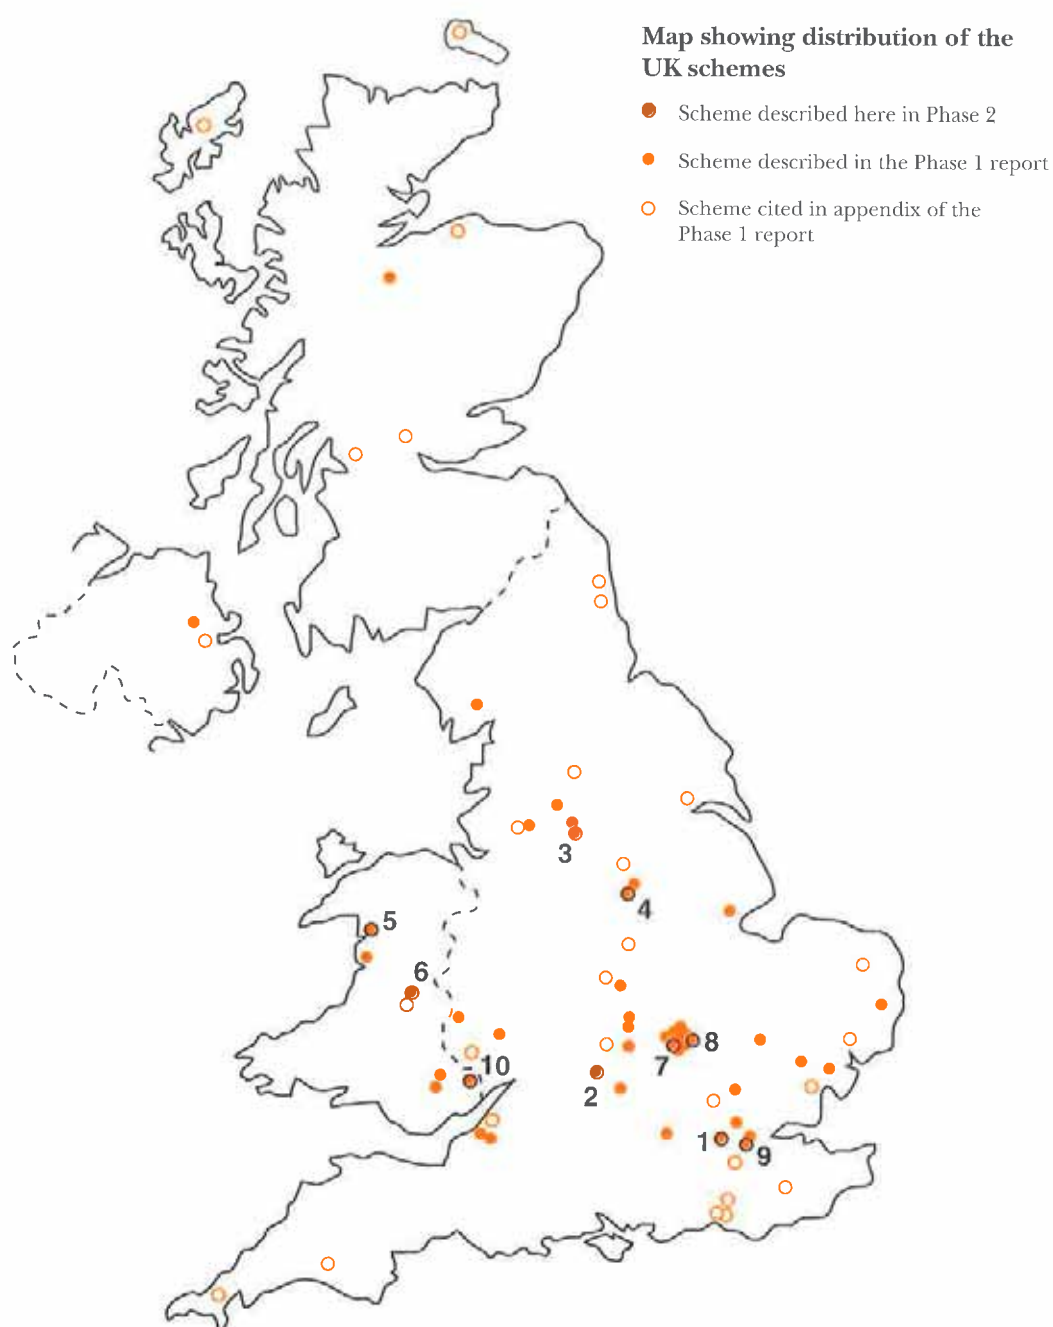 Map showing distribution of the
UK schemes
Scheme described here in Phase 2
Scheme described in the Phase 1 report
Scheme cited in appendix of the
Phase 1 report
3
4
5
6
10
8
7
2
1
9